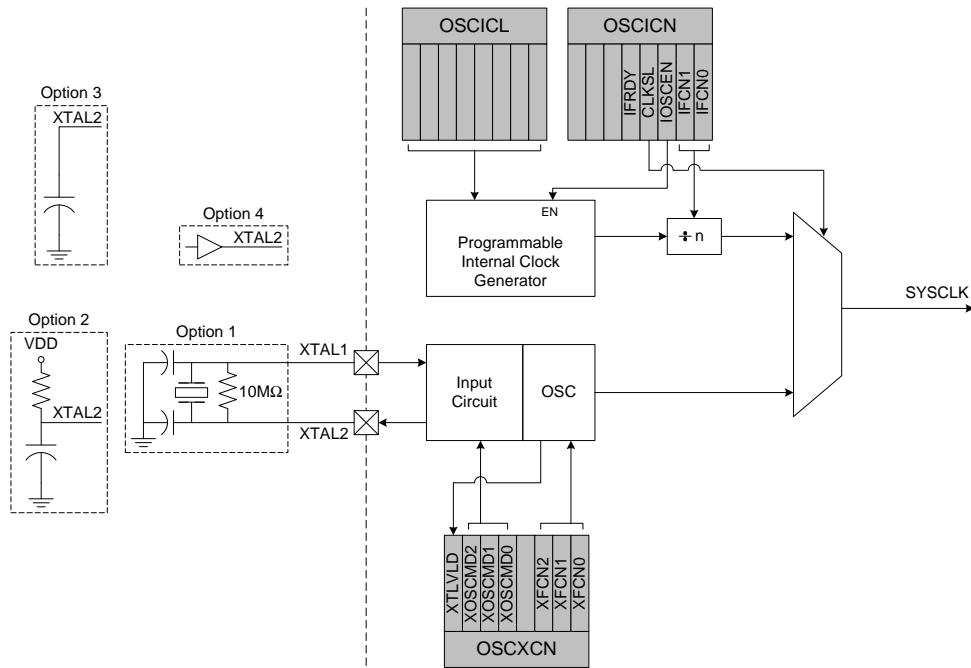 OSCICL
OSCICN
IFRDY
CLKSL
IOSCEN
IFCN1
IFCN0
Option 3
XTAL2
Option 4
XTAL2
EN
Programmable
Internal Clock
Generator
÷ n
SYSCLK
Option 2
VDD
XTAL2
Option 1
10MΩ
XTAL1
XTAL2
Input
Circuit
OSC
XTLVLD
XOSCMD2
XOSCMD1
XOSCMD0
XFCN2
XFCN1
XFCN0
OSCXCN